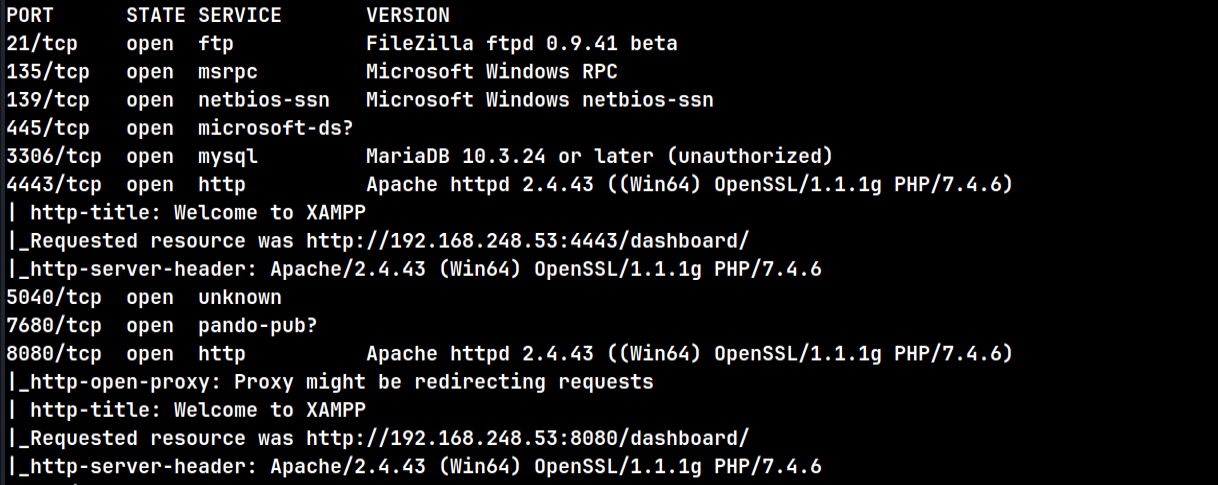 PORT      STATE SERVICE       VERSION
21/tcp    open  ftp           FileZilla ftpd 0.9.41 beta
135/tcp   open  msrpc         Microsoft Windows RPC
139/tcp   open  netbios-ssn   Microsoft Windows netbios-ssn
445/tcp   open  microsoft-ds?
3306/tcp  open  mysql         MariaDB 10.3.24 or later (unauthorized)
4443/tcp  open  http          Apache httpd 2.4.43 ((Win64) OpenSSL/1.1.1g PHP/7.4.6)
| http-title: Welcome to XAMPP
|_Requested resource was http://192.168.248.53:4443/dashboard/
|_http-server-header: Apache/2.4.43 (Win64) OpenSSL/1.1.1g PHP/7.4.6
5040/tcp  open  unknown
7680/tcp  open  pando-pub?
8080/tcp  open  http          Apache httpd 2.4.43 ((Win64) OpenSSL/1.1.1g PHP/7.4.6)
|_http-open-proxy: Proxy might be redirecting requests
| http-title: Welcome to XAMPP
|_Requested resource was http://192.168.248.53:8080/dashboard/
|_http-server-header: Apache/2.4.43 (Win64) OpenSSL/1.1.1g PHP/7.4.6